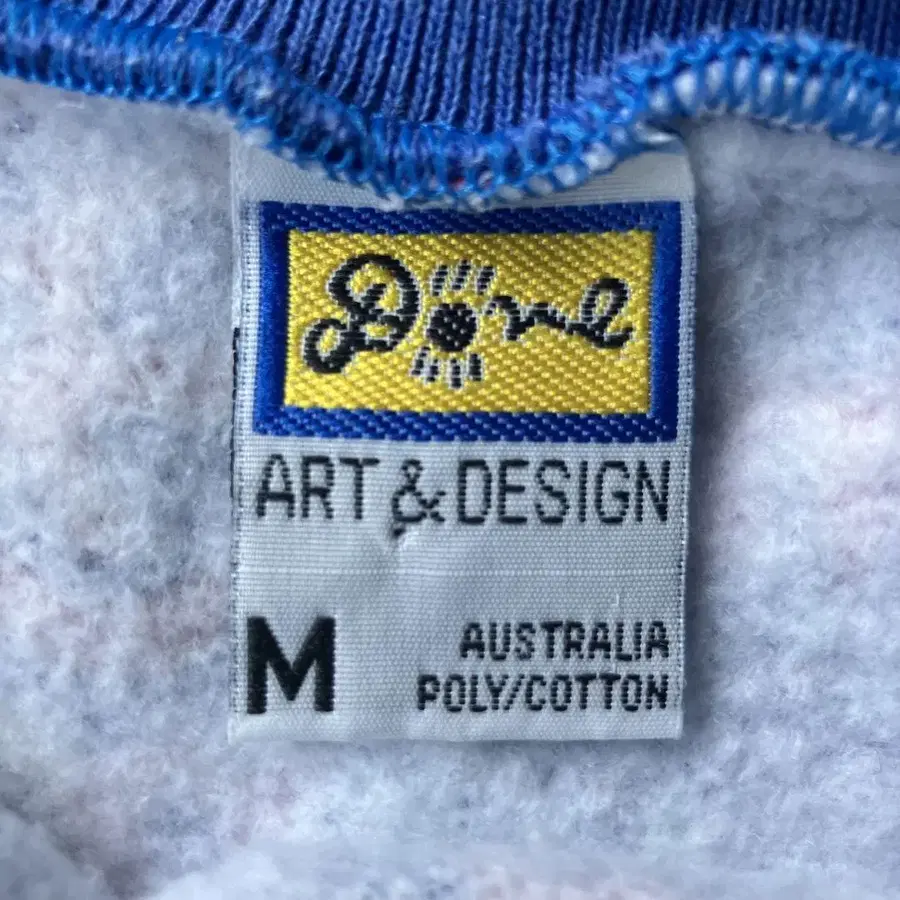 Done
ART & DESIGN
M AUSTRALIA
POLY/COTTON